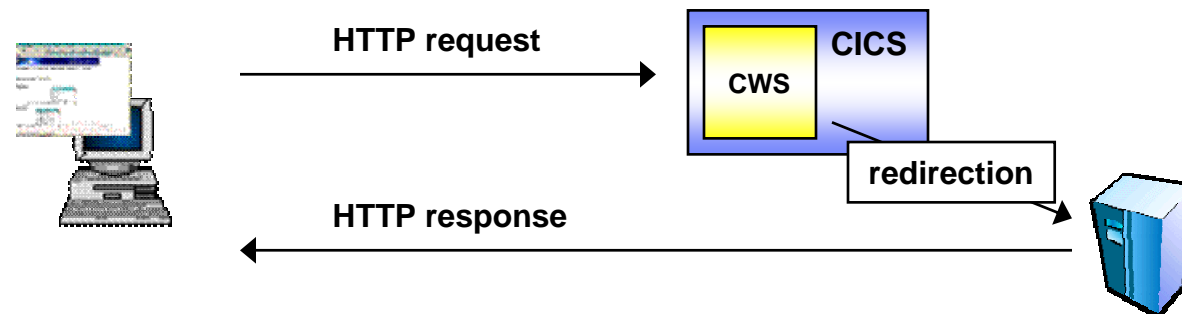 HTTP request
CICS
CWS
redirection
HTTP response